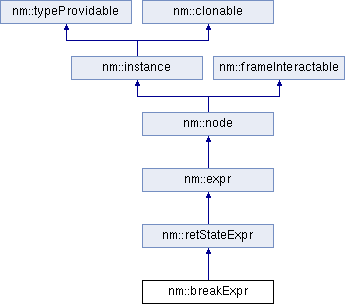 nm::typeProvidable
nm::clonable
nm::instance
nm::frameInteractable
nm::node
nm::expr
nm::retStateExpr
nm::breakExpr